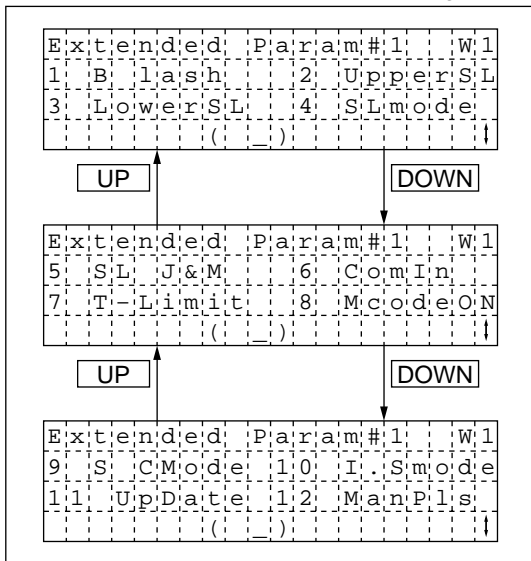 Extended Param#1 W1
1 B lash 2 UpperSL
3 LowerSL 4 SLmode
( _ ) ↕
UP DOWN
Extended Param#1 W1
5 SL J&M 6 ComIn
7 T-Limit 8 McodeON
( _ ) ↕
UP DOWN
Extended Param#1 W1
9 S CMode 10 I.Smode
11 UpDate 12 ManPls
( _ ) ↕